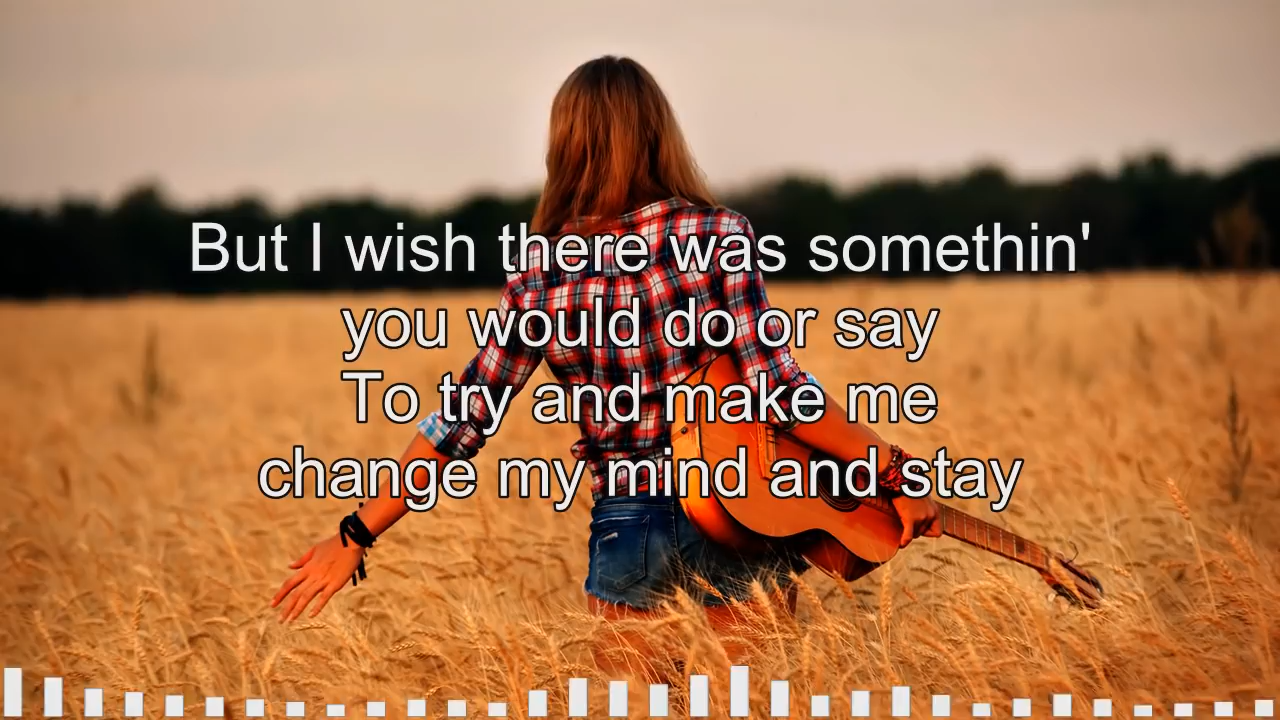 But I wish there was somethin'
you would do or say
To try and make me
change my mind and stay